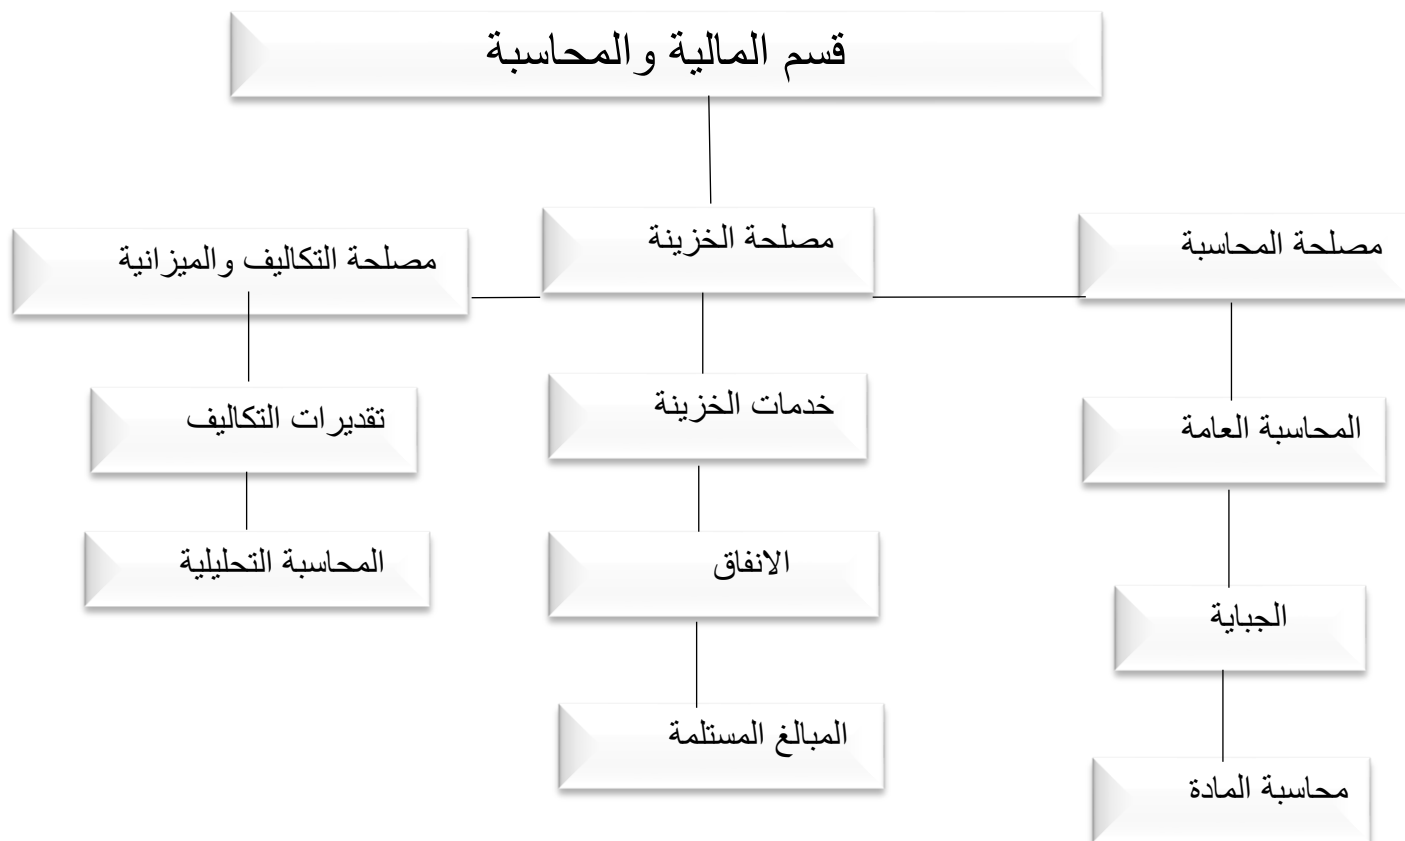 قسم المالية والمحاسبة
مصلحة المحاسبة
مصلحة الخزينة
مصلحة التكاليف والميزانية
المحاسبة العامة
خدمات الخزينة
تقديرات التكاليف
الجباية
الانفاق
المحاسبة التحليلية
محاسبة المادة
المبالغ المستلمة